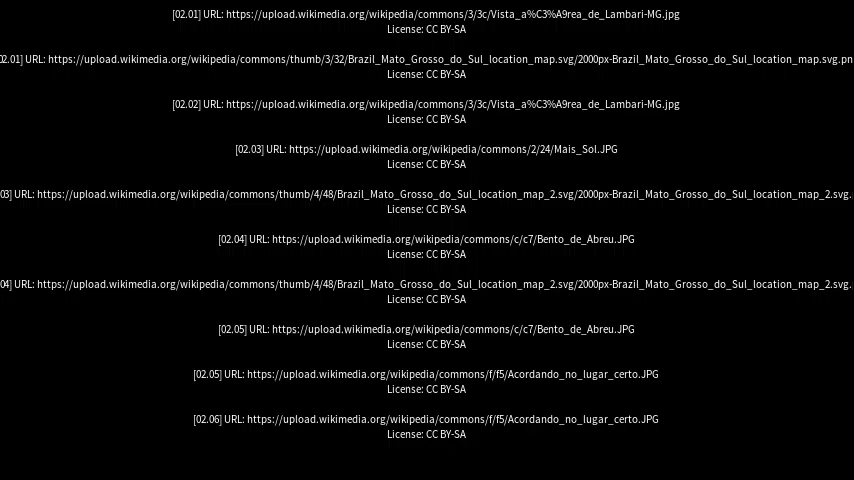 [02.01] URL: https://upload.wikimedia.org/wikipedia/commons/3/3c/Vista_a%C3%A9rea_de_Lambari-MG.jpg
License: CC BY-SA
02.01] URL: https://upload.wikimedia.org/wikipedia/commons/thumb/3/32/Brazil_Mato_Grosso_do_Sul_location_map.svg/2000px-Brazil_Mato_Grosso_do_Sul_location_map.svg.pn
License: CC BY-SA
[02.02] URL: https://upload.wikimedia.org/wikipedia/commons/3/3c/Vista_a%C3%A9rea_de_Lambari-MG.jpg
License: CC BY-SA
[02.03] URL: https://upload.wikimedia.org/wikipedia/commons/2/24/Mais_Sol.JPG
License: CC BY-SA
03] URL: https://upload.wikimedia.org/wikipedia/commons/thumb/4/48/Brazil_Mato_Grosso_do_Sul_location_map_2.svg/2000px-Brazil_Mato_Grosso_do_Sul_location_map_2.svg.
License: CC BY-SA
[02.04] URL: https://upload.wikimedia.org/wikipedia/commons/c/c7/Bento_de_Abreu.JPG
License: CC BY-SA
04] URL: https://upload.wikimedia.org/wikipedia/commons/thumb/4/48/Brazil_Mato_Grosso_do_Sul_location_map_2.svg/2000px-Brazil_Mato_Grosso_do_Sul_location_map_2.svg.
License: CC BY-SA
[02.05] URL: https://upload.wikimedia.org/wikipedia/commons/c/c7/Bento_de_Abreu.JPG
License: CC BY-SA
[02.05] URL: https://upload.wikimedia.org/wikipedia/commons/f/f5/Acordando_no_lugar_certo.JPG
License: CC BY-SA
[02.06] URL: https://upload.wikimedia.org/wikipedia/commons/f/f5/Acordando_no_lugar_certo.JPG
License: CC BY-SA